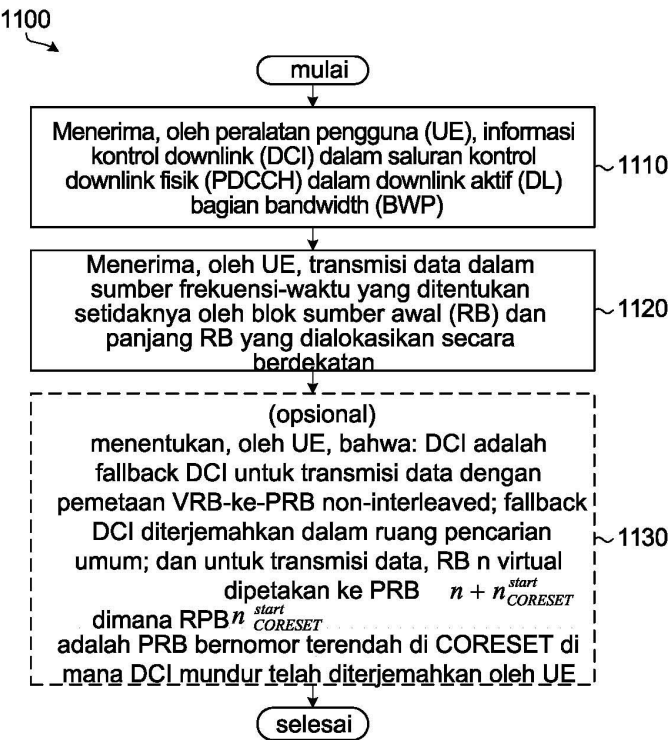 1100
mulai
Menerima, oleh peralatan pengguna (UE), informasi
kontrol downlink (DCI) dalam saluran kontrol
downlink fisik (PDCCH) dalam downlink aktif (DL)
bagian bandwidth (BWP)
1110
Menerima, oleh UE, transmisi data dalam
sumber frekuensi-waktu yang ditentukan
setidaknya oleh blok sumber awal (RB) dan
panjang RB yang dialokasikan secara
berdekatan
1120
(opsional)
menentukan, oleh UE, bahwa: DCI adalah
fallback DCI untuk transmisi data dengan
pemetaan VRB-ke-PRB non-interleaved; fallback
DCI diterjemahkan dalam ruang pencarian
umum; dan untuk transmisi data, RB n virtual
dipetakan ke PRB n + n start CORESET
dimana RPB n start CORESET
adalah PRB bernomor terendah di CORESET di
mana DCI mundur telah diterjemahkan oleh UE
1130
selesai